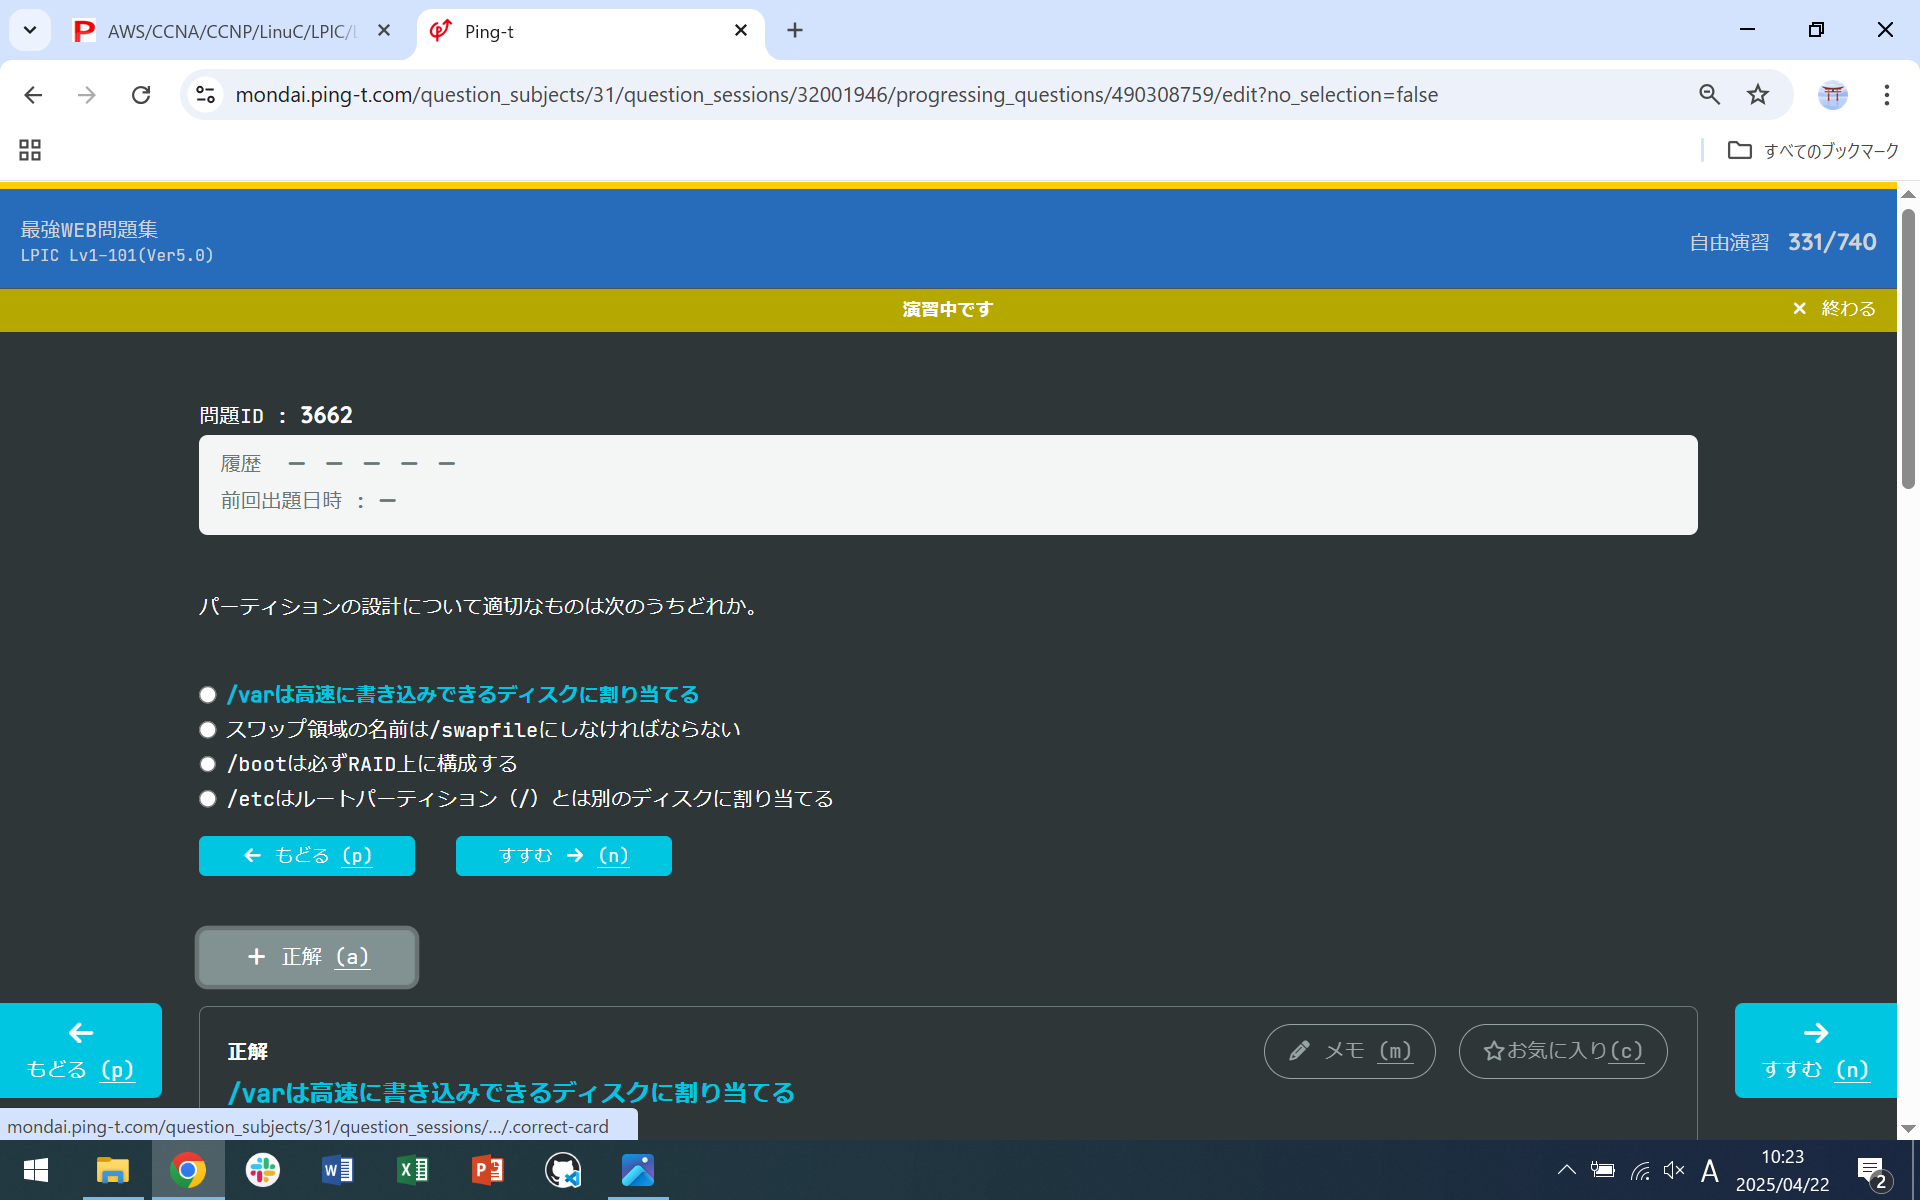 AWS/CCNA/CCNP/LinuC/LPIC/
Ping-t
mondai.ping-t.com/question_subjects/31/question_sessions/32001946/progressing_questions/490308759/edit?no_selection=false
すべてのブックマーク
最強WEB問題集
LPIC Lv1-101(Ver5.0)
自由演習 331/740
演習中です
× 終わる
問題ID : 3662
履歴 － － － － －
前回出題日時 : －
パーティションの設計について適切なものは次のうちどれか。
/varは高速に書き込みできるディスクに割り当てる
スワップ領域の名前は/swapfileにしなければならない
/bootは必ずRAID上に構成する
/etcはルートパーティション（/）とは別のディスクに割り当てる
← もどる (p)
すすむ → (n)
+ 正解 (a)
正解
メモ (m)
☆お気に入り(c)
/varは高速に書き込みできるディスクに割り当てる
← もどる (p)
→ すすむ (n)
mondai.ping-t.com/question_subjects/31/question_sessions/.../.correct-card
A
10:23
2025/04/22
2